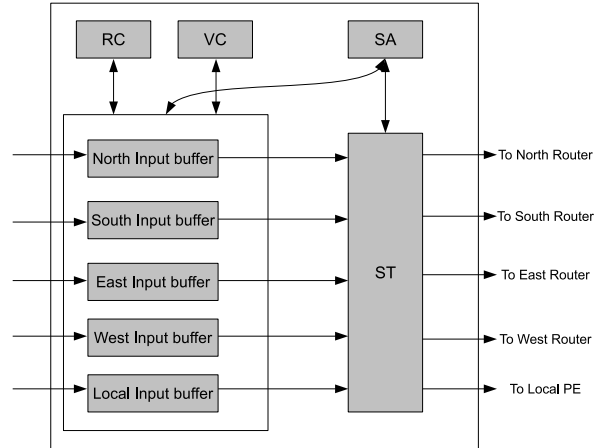 RC
VC
SA
North Input buffer
To North Router
South Input buffer
To South Router
East Input buffer
ST
To East Router
West Input buffer
To West Router
Local Input buffer
To Local PE